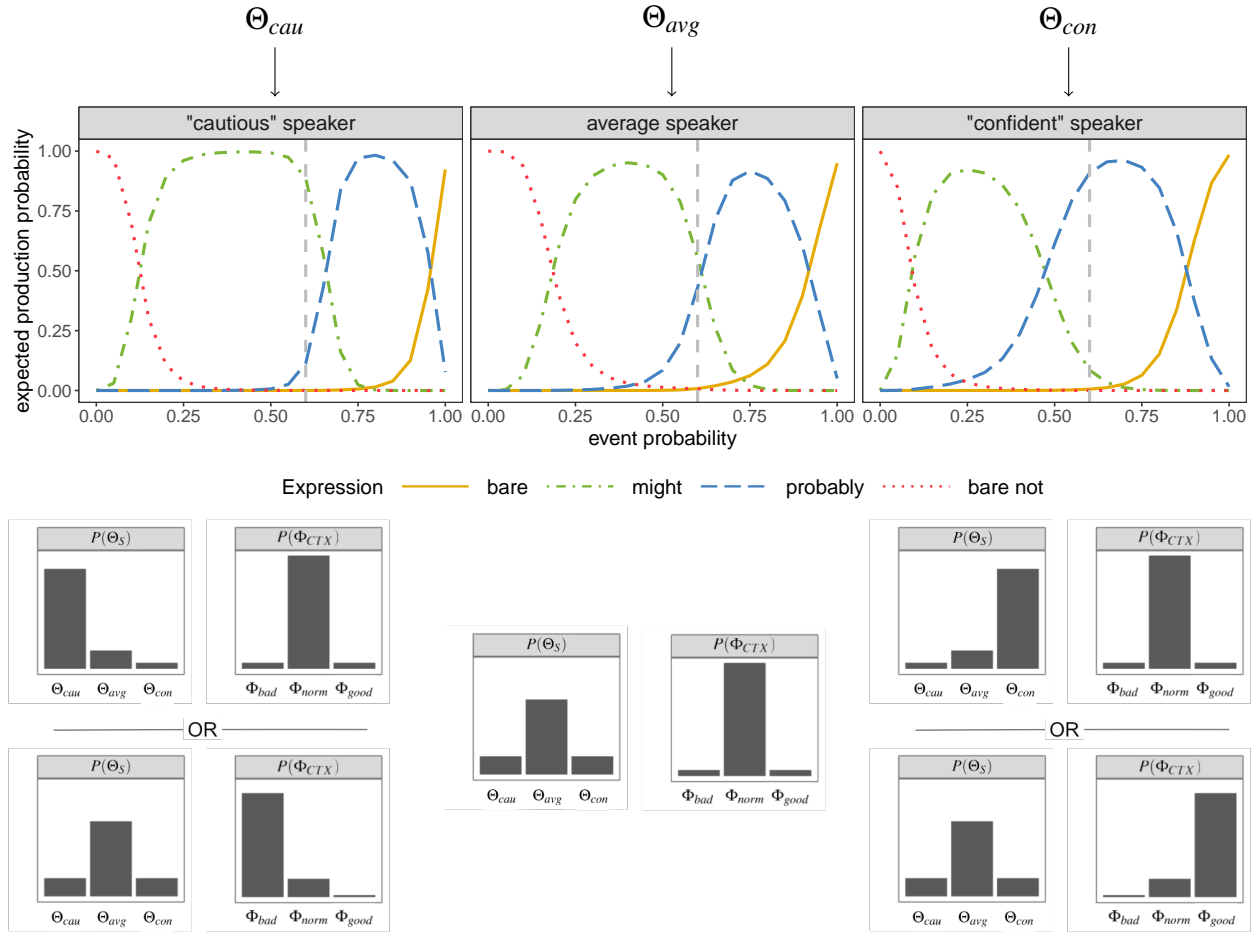 Θcau Θavg Θcon
"cautious" speaker average speaker "confident" speaker
expected production probability
1.00
0.75
0.50
0.25
0.00
0.00 0.25 0.50 0.75 1.00 0.00 0.25 0.50 0.75 1.00 0.00 0.25 0.50 0.75 1.00
event probability
Expression bare might probably bare not
P(ΘS) P(ΦCTX)
Θcau Θavg Θcon Φbad Φnorm Φgood
OR
P(ΘS) P(ΦCTX)
Θcau Θavg Θcon Φbad Φnorm Φgood
P(ΘS) P(ΦCTX)
Θcau Θavg Θcon Φbad Φnorm Φgood
P(ΘS) P(ΦCTX)
Θcau Θavg Θcon Φbad Φnorm Φgood
OR
P(ΘS) P(ΦCTX)
Θcau Θavg Θcon Φbad Φnorm Φgood